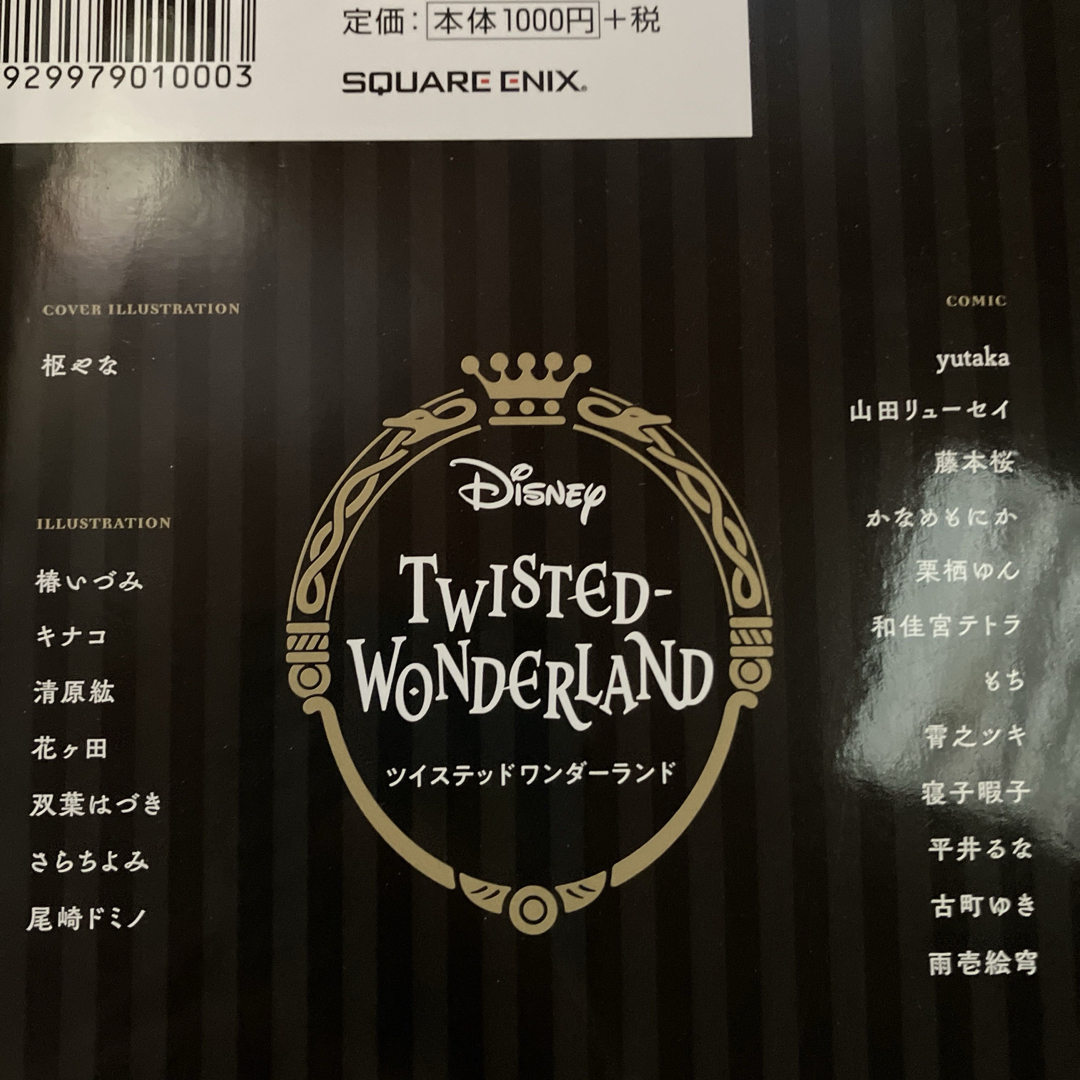 9299790100​03
定価：本体1000円＋税
SQUARE ENIX®
COVER ILLUSTRATION
枢やな
ILLUSTRATION
椿いづみ
キナコ
清原紘
花ヶ田
双葉はづき
さらちよみ
尾崎ドミノ
Disney
TWISTED-
WONDERLAND
ツイステッドワンダーランド
COMIC
yutaka
山田リューセイ
藤本桜
かなめもにか
栗栖ゆん
和佳宮テトラ
もち
霄之ツキ
寝子暇子
平井るな
古町ゆき
雨壱絵穹